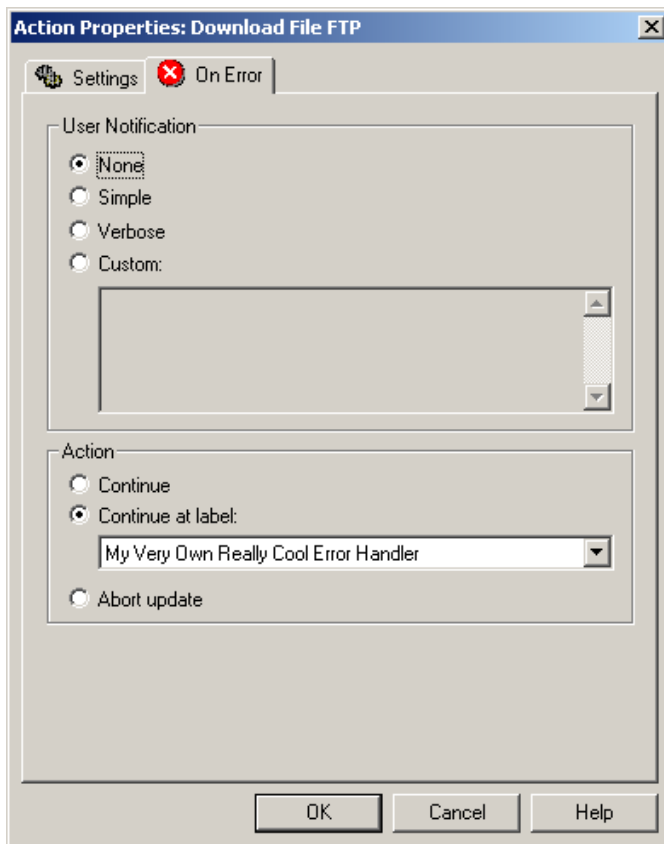 Action Properties: Download File FTP
Settings
On Error
User Notification
None
Simple
Verbose
Custom:
Action
Continue
Continue at label:
My Very Own Really Cool Error Handler
Abort update
OK
Cancel
Help